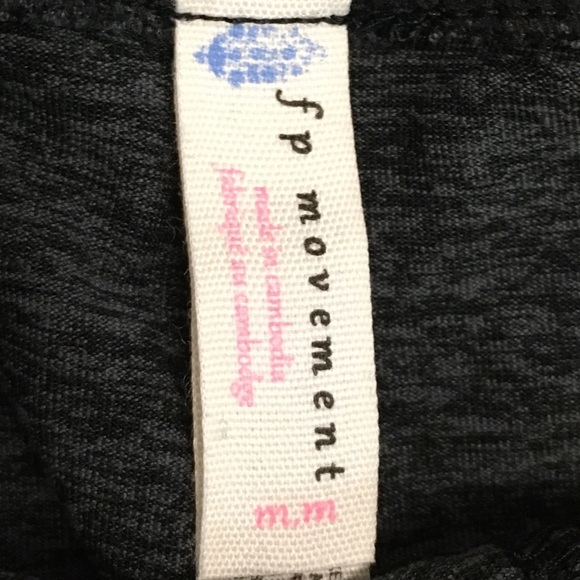 fp movement
made in cambodia
fabriqué au cambodge
m.m